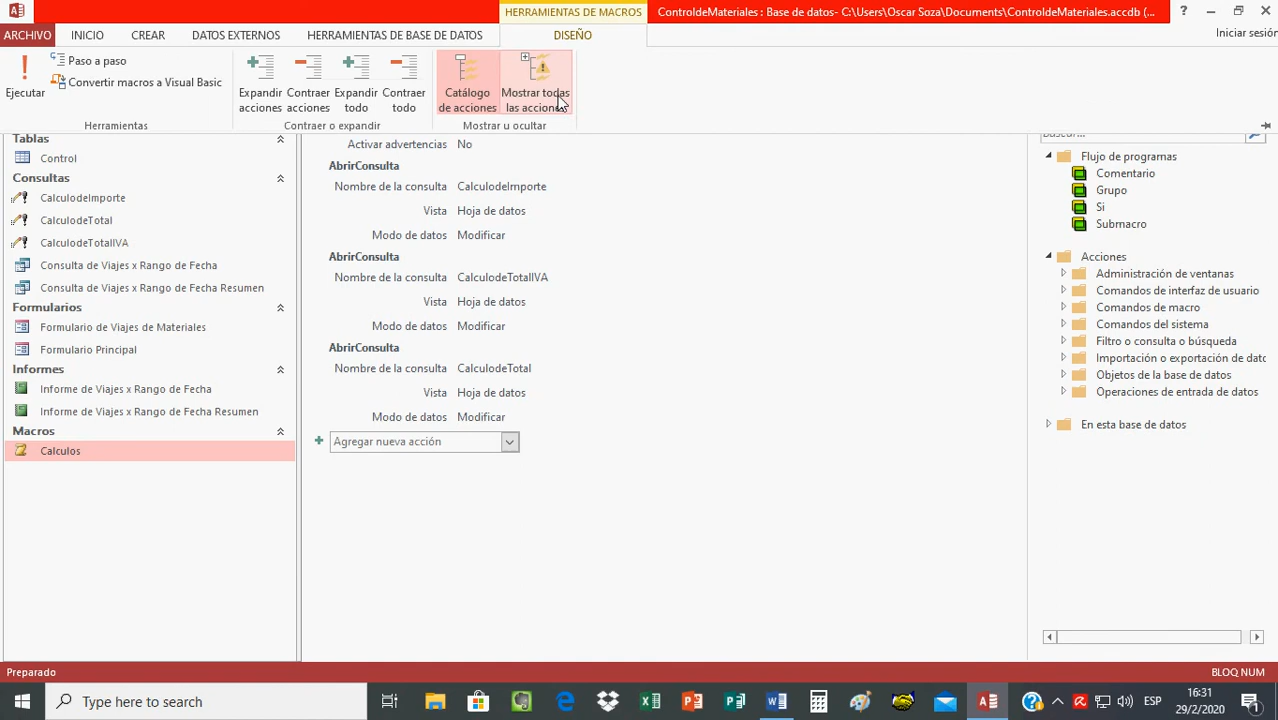 HERRAMIENTAS DE MACROS
ControldeMateriales : Base de datos- C:\Users\Oscar Soza\Documents\ControldeMateriales.accdb (...
?
ARCHIVO
INICIO
CREAR
DATOS EXTERNOS
HERRAMIENTAS DE BASE DE DATOS
DISEÑO
Iniciar sesión
Ejecutar
Paso a paso
Convertir macros a Visual Basic
Herramientas
Expandir acciones
Contraer acciones
Expandir todo
Contraer todo
Contraer o expandir
Catálogo de acciones
Mostrar todas las acciones
Mostrar u ocultar
Tablas
Control
Consultas
CalculodeImporte
CalculodeTotal
CalculodeTotalIVA
Consulta de Viajes x Rango de Fecha
Consulta de Viajes x Rango de Fecha Resumen
Formularios
Formulario de Viajes de Materiales
Formulario Principal
Informes
Informe de Viajes x Rango de Fecha
Informe de Viajes x Rango de Fecha Resumen
Macros
Calculos
Activar advertencias No
AbrirConsulta
Nombre de la consulta CalculodeImporte
Vista Hoja de datos
Modo de datos Modificar
AbrirConsulta
Nombre de la consulta CalculodeTotalIVA
Vista Hoja de datos
Modo de datos Modificar
AbrirConsulta
Nombre de la consulta CalculodeTotal
Vista Hoja de datos
Modo de datos Modificar
Agregar nueva acción
Buscar...
Flujo de programas
Comentario
Grupo
Si
Submacro
Acciones
Administración de ventanas
Comandos de interfaz de usuario
Comandos de macro
Comandos del sistema
Filtro o consulta o búsqueda
Importación o exportación de datc
Objetos de la base de datos
Operaciones de entrada de datos
En esta base de datos
Preparado
BLOQ NUM
Type here to search
ESP
16:31
29/2/2020